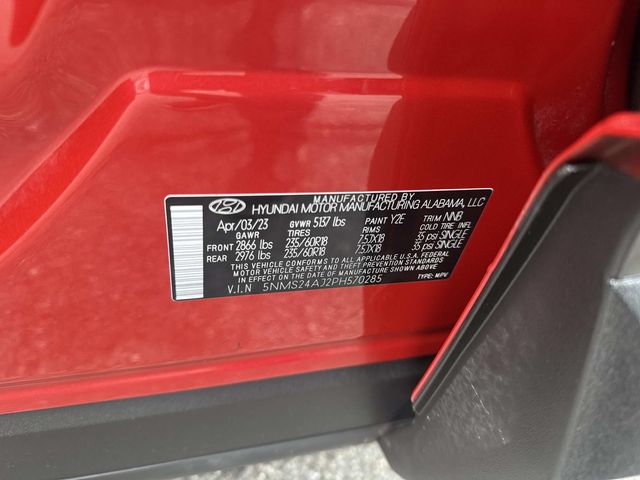 MANUFACTURED BY
HYUNDAI MOTOR MANUFACTURING ALABAMA, LLC
Apr/03/23 GVWR 5137 lbs PAINT Y2E TRIM NNB
GAWR TIRES RIMS COLD TIRE INFL
FRONT 2866 lbs 235/60R18 7.5JX18 35 psi SINGLE
REAR 2976 lbs 235/60R18 7.5JX18 35 psi SINGLE
THIS VEHICLE CONFORMS TO ALL APPLICABLE U.S. FEDERAL
MOTOR VEHICLE SAFETY, BUMPER, AND THEFT PREVENTION STANDARDS
IN EFFECT ON THE DATE OF MANUFACTURE SHOWN ABOVE.
V.I.N 5NMS24AJ2PH570285 TYPE: MPV